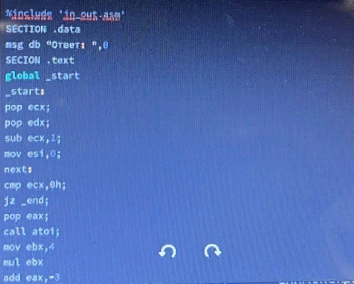 %include 'in_out.asm'
SECTION .data
msg db "Ответ: ",0
SECION .text
global _start
_start:
pop ecx;
pop edx;
sub ecx,1;
mov esi,0;
next:
cmp ecx,0h;
jz _end;
pop eax;
call atoi;
mov ebx,4
mul ebx
add eax,-3